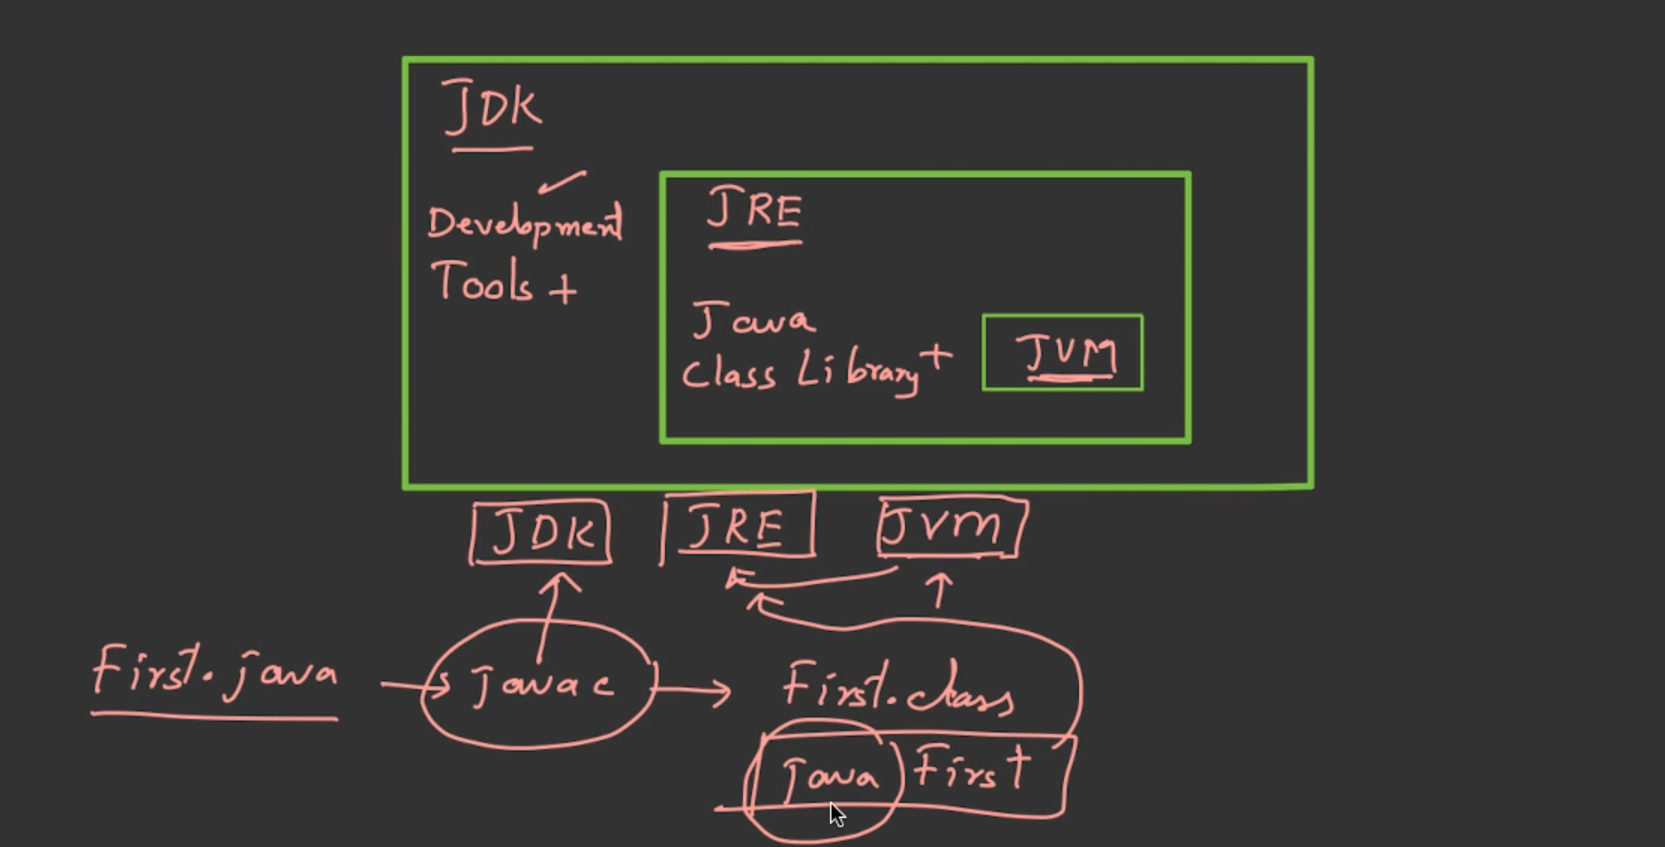 JDK
Development
Tools +
JRE
Java
Class Library +
JVM
JDK
JRE
JVM
First.java
javac
First.class
java First